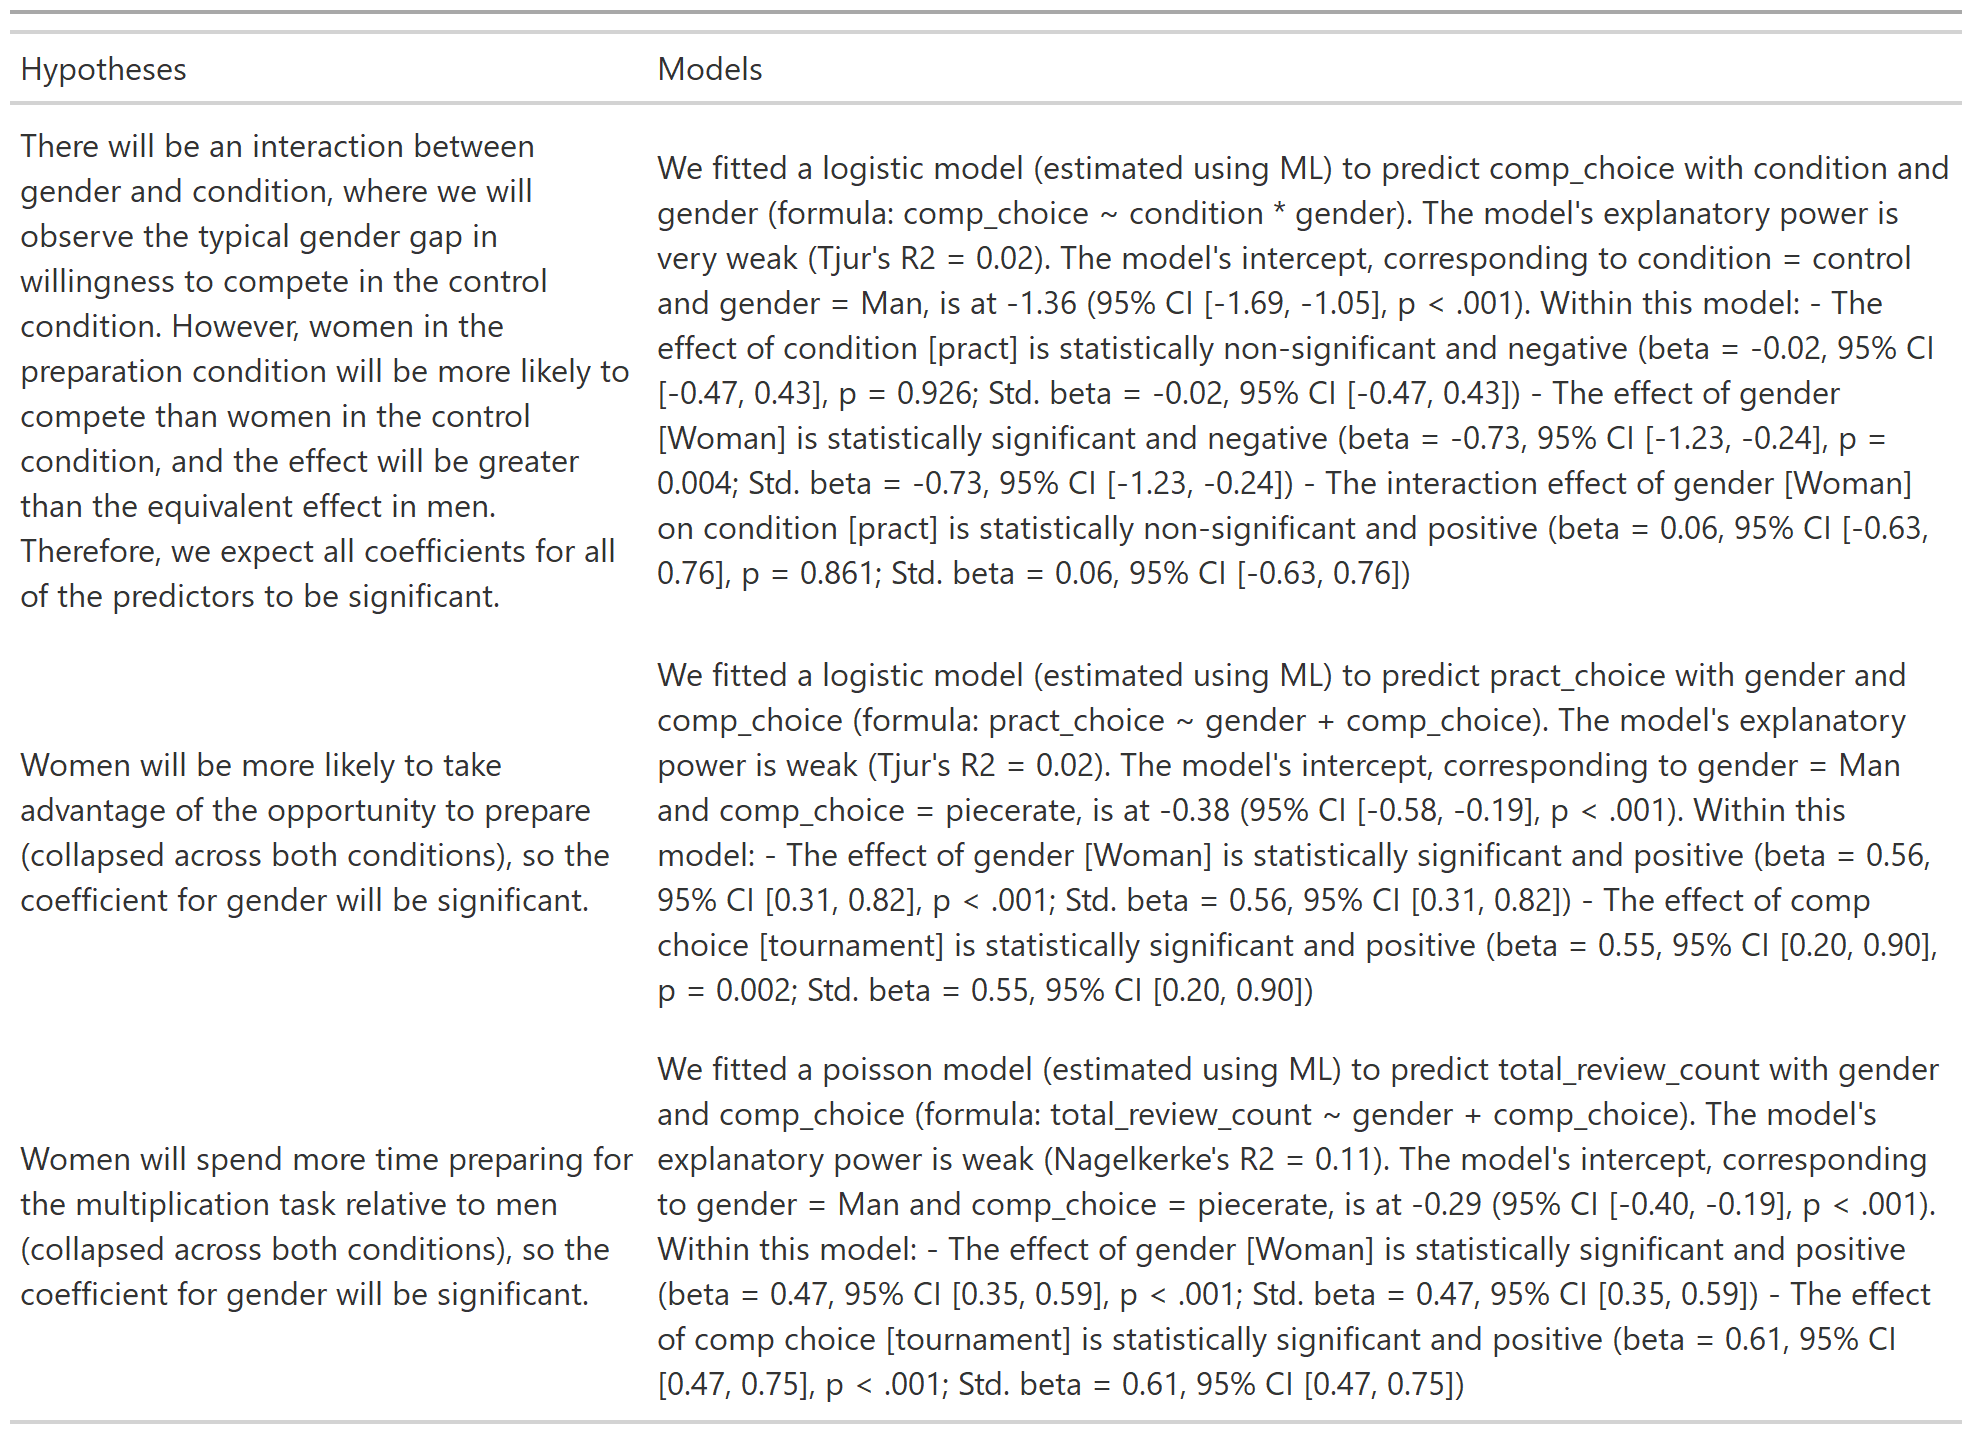 Hypotheses
Models
There will be an interaction between
gender and condition, where we will
observe the typical gender gap in
willingness to compete in the control
condition. However, women in the
preparation condition will be more likely to
compete than women in the control
condition, and the effect will be greater
than the equivalent effect in men.
Therefore, we expect all coefficients for all
of the predictors to be significant.
We fitted a logistic model (estimated using ML) to predict comp_choice with condition and
gender (formula: comp_choice ~ condition * gender). The model's explanatory power is
very weak (Tjur's R2 = 0.02). The model's intercept, corresponding to condition = control
and gender = Man, is at -1.36 (95% CI [-1.69, -1.05], p < .001). Within this model: - The
effect of condition [pract] is statistically non-significant and negative (beta = -0.02, 95% CI
[-0.47, 0.43], p = 0.926; Std. beta = -0.02, 95% CI [-0.47, 0.43]) - The effect of gender
[Woman] is statistically significant and negative (beta = -0.73, 95% CI [-1.23, -0.24], p =
0.004; Std. beta = -0.73, 95% CI [-1.23, -0.24]) - The interaction effect of gender [Woman]
on condition [pract] is statistically non-significant and positive (beta = 0.06, 95% CI [-0.63,
0.76], p = 0.861; Std. beta = 0.06, 95% CI [-0.63, 0.76])
Women will be more likely to take
advantage of the opportunity to prepare
(collapsed across both conditions), so the
coefficient for gender will be significant.
We fitted a logistic model (estimated using ML) to predict pract_choice with gender and
comp_choice (formula: pract_choice ~ gender + comp_choice). The model's explanatory
power is weak (Tjur's R2 = 0.02). The model's intercept, corresponding to gender = Man
and comp_choice = piecerate, is at -0.38 (95% CI [-0.58, -0.19], p < .001). Within this
model: - The effect of gender [Woman] is statistically significant and positive (beta = 0.56,
95% CI [0.31, 0.82], p < .001; Std. beta = 0.56, 95% CI [0.31, 0.82]) - The effect of comp
choice [tournament] is statistically significant and positive (beta = 0.55, 95% CI [0.20, 0.90],
p = 0.002; Std. beta = 0.55, 95% CI [0.20, 0.90])
Women will spend more time preparing for
the multiplication task relative to men
(collapsed across both conditions), so the
coefficient for gender will be significant.
We fitted a poisson model (estimated using ML) to predict total_review_count with gender
and comp_choice (formula: total_review_count ~ gender + comp_choice). The model's
explanatory power is weak (Nagelkerke's R2 = 0.11). The model's intercept, corresponding
to gender = Man and comp_choice = piecerate, is at -0.29 (95% CI [-0.40, -0.19], p < .001).
Within this model: - The effect of gender [Woman] is statistically significant and positive
(beta = 0.47, 95% CI [0.35, 0.59], p < .001; Std. beta = 0.47, 95% CI [0.35, 0.59]) - The effect
of comp choice [tournament] is statistically significant and positive (beta = 0.61, 95% CI
[0.47, 0.75], p < .001; Std. beta = 0.61, 95% CI [0.47, 0.75])